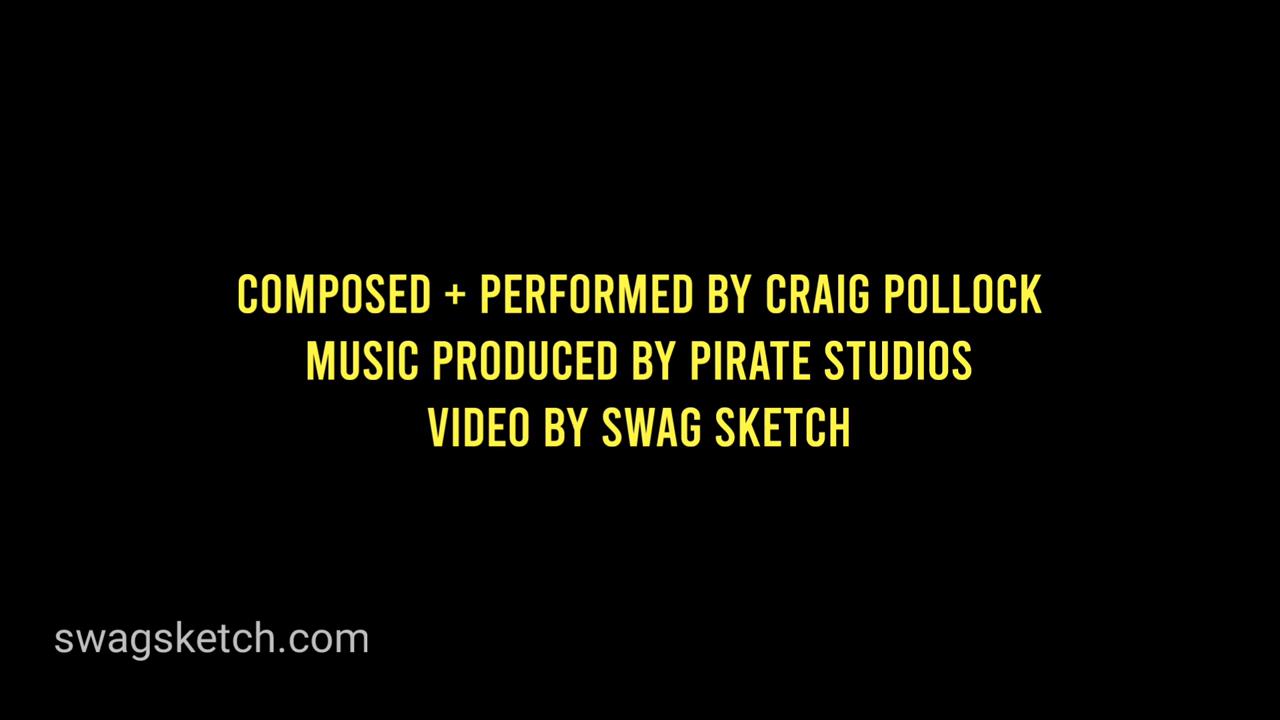 COMPOSED + PERFORMED BY CRAIG POLLOCK
MUSIC PRODUCED BY PIRATE STUDIOS
VIDEO BY SWAG SKETCH
swagsketch.com